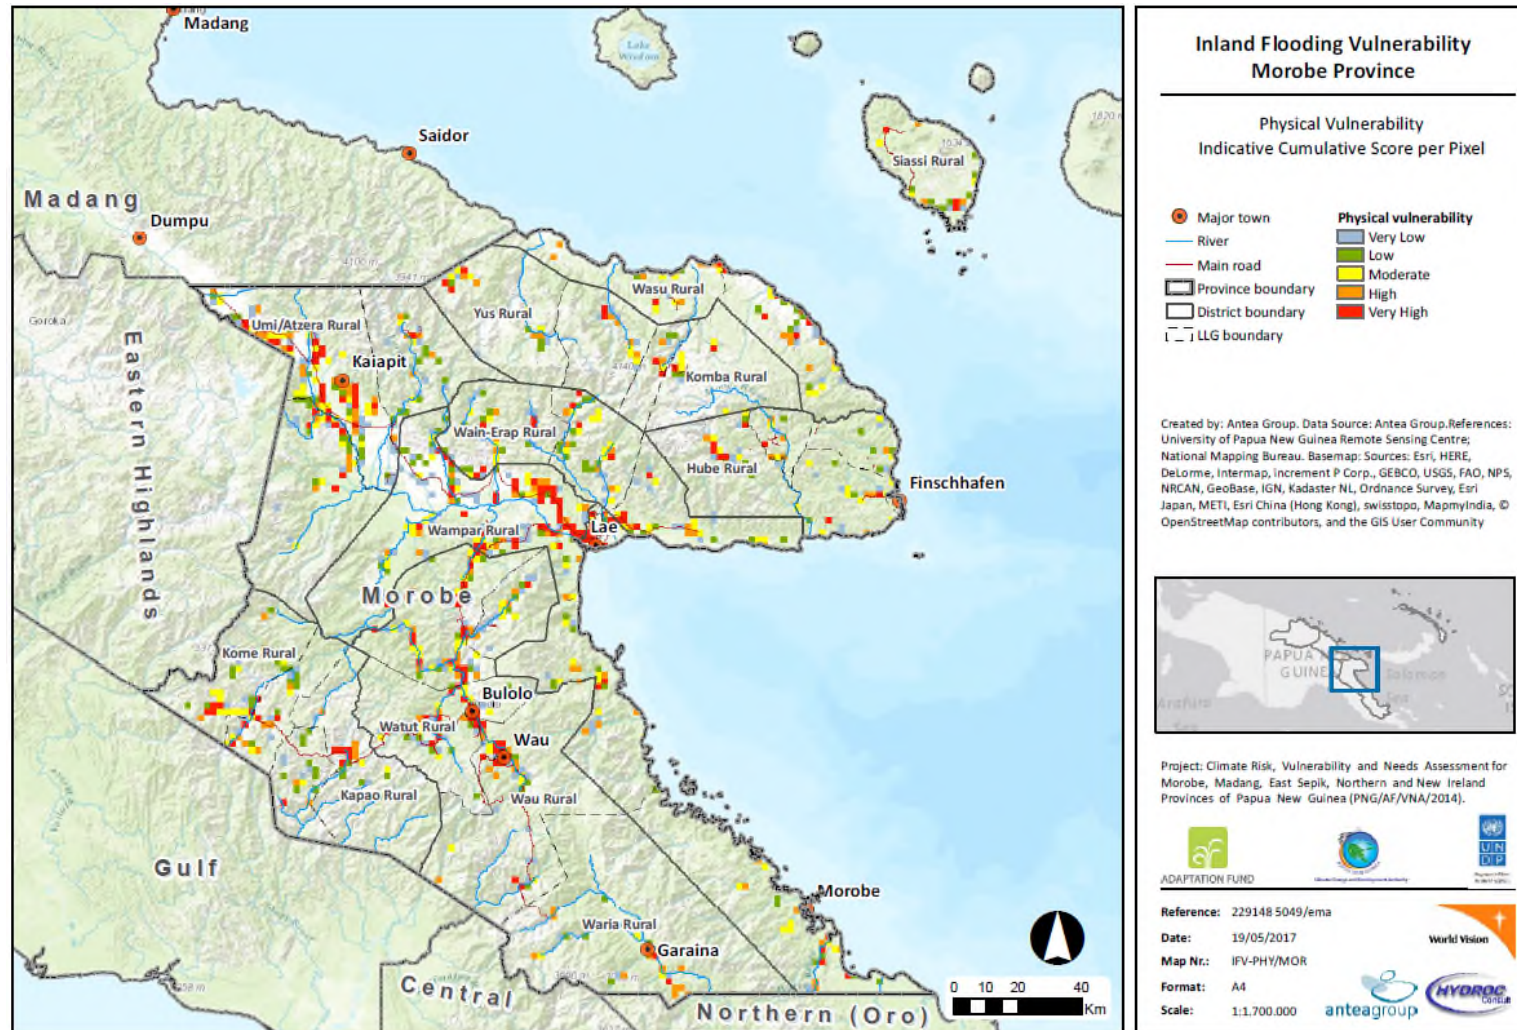 Madang
Lake
Saidor
Siassi Rural
Madang
Dumpu
Wasu Rural
Yus Rural
Umi/Atzera Rural
Goroka
Kaiapit
Komba Rural
Eastern Highlands
Wain-Erap Rural
Hube Rural
Finschhafen
Lae
Wampar Rural
Morobe
Kome Rural
Bulolo
Watut Rural
Wau
Kapao Rural
Wau Rural
Gulf
Morobe
Waria Rural
Garaina
Central
Northern (Oro)
0 10 20 40
Km
Inland Flooding Vulnerability
Morobe Province
Physical Vulnerability
Indicative Cumulative Score per Pixel
Major town
River
Main road
Province boundary
District boundary
LLG boundary
Physical vulnerability
Very Low
Low
Moderate
High
Very High
Created by: Antea Group. Data Source: Antea Group.References:
University of Papua New Guinea Remote Sensing Centre;
National Mapping Bureau. Basemap: Sources: Esri, HERE,
DeLorme, Intermap, increment P Corp., GEBCO, USGS, FAO, NPS,
NRCAN, GeoBase, IGN, Kadaster NL, Ordnance Survey, Esri
Japan, METI, Esri China (Hong Kong), swisstopo, MapmyIndia, ©
OpenStreetMap contributors, and the GIS User Community
PAPUA
GUINE
Solomon
Sea
Project: Climate Risk, Vulnerability and Needs Assessment for
Morobe, Madang, East Sepik, Northern and New Ireland
Provinces of Papua New Guinea (PNG/AF/VNA/2014).
ADAPTATION FUND
U N
D P
Reference: 229148 5049/ema
Date: 19/05/2017
Map Nr.: IFV-PHY/MOR
Format: A4
Scale: 1:1.700.000
World Vision
anteagroup
HYDROC
Consult